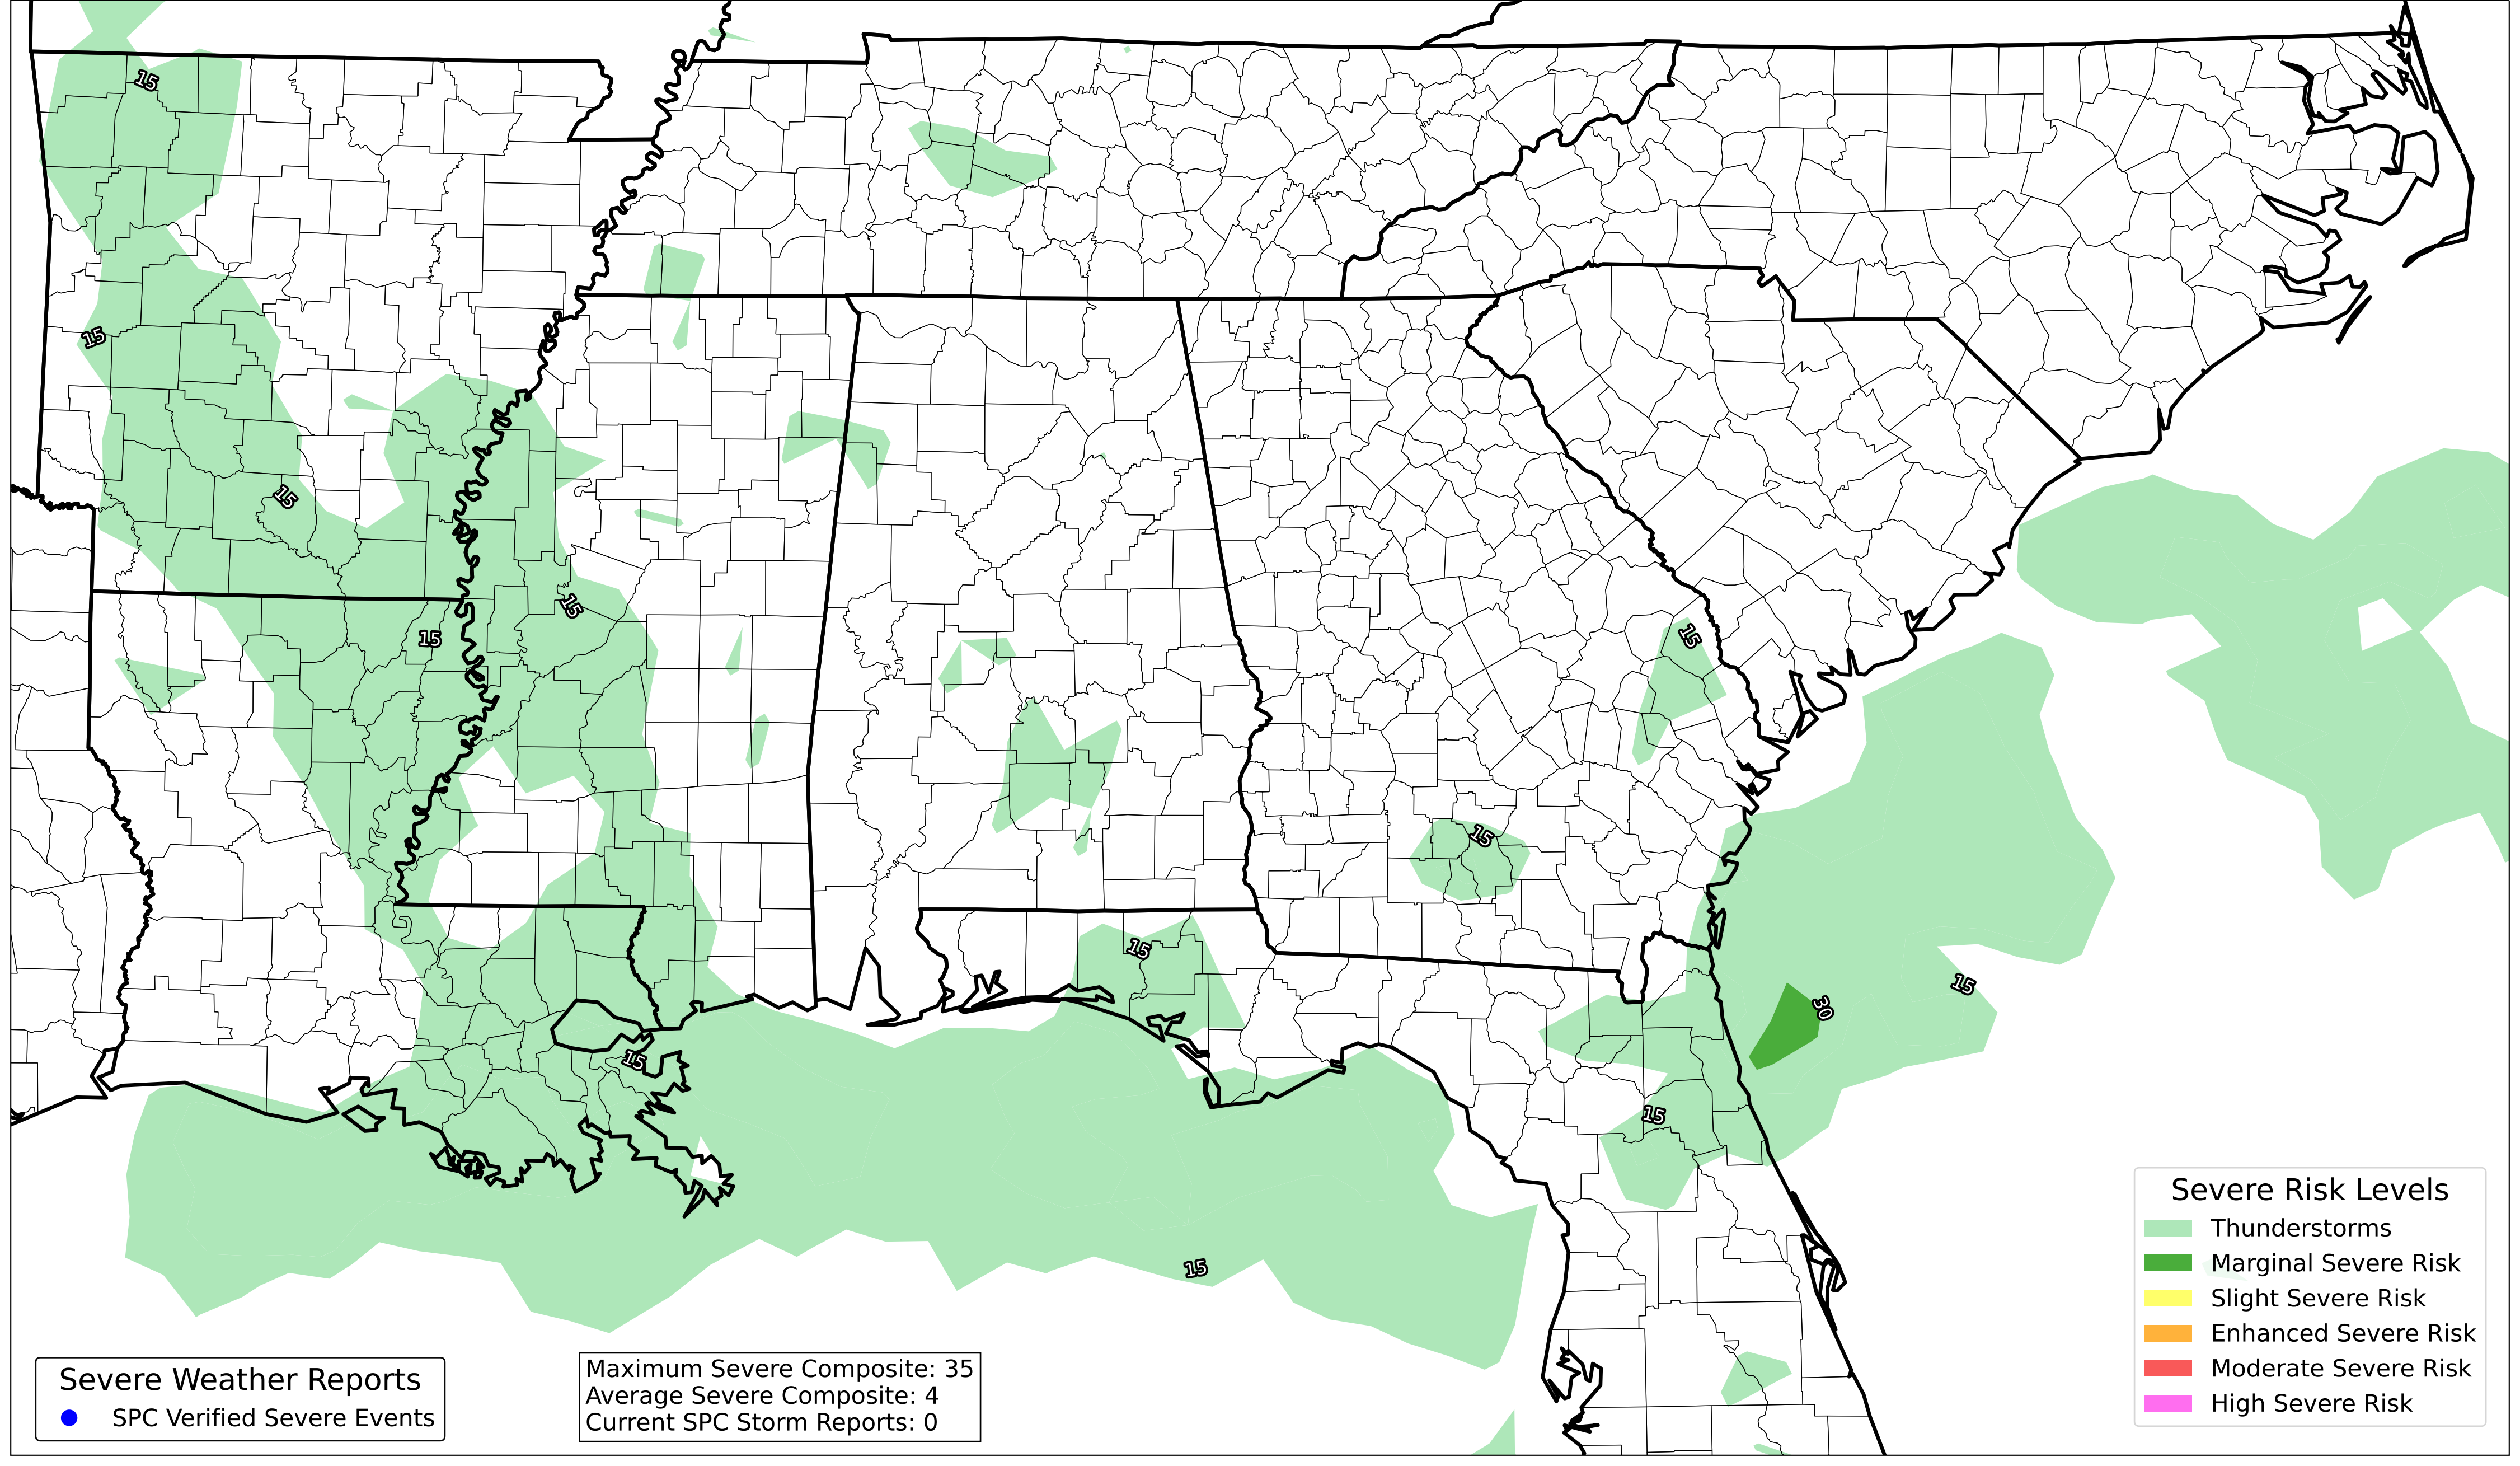 15
15
15
15
15
15
15
15
15
30
15
15
15
Severe Risk Levels
Thunderstorms
Marginal Severe Risk
Slight Severe Risk
Enhanced Severe Risk
Moderate Severe Risk
High Severe Risk
Severe Weather Reports
SPC Verified Severe Events
Maximum Severe Composite: 35
Average Severe Composite: 4
Current SPC Storm Reports: 0